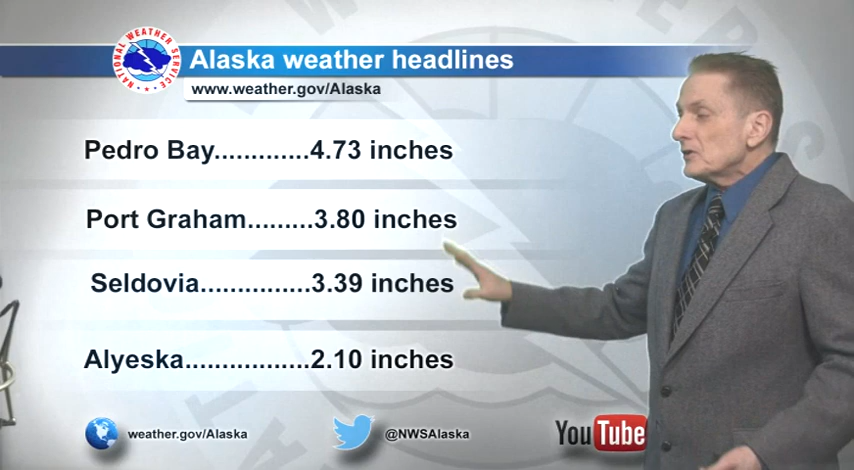 NATIONAL WEATHER SERVICE
Alaska weather headlines
www.weather.gov/Alaska
Pedro Bay.............4.73 inches
Port Graham.........3.80 inches
Seldovia...............3.39 inches
Alyeska.................2.10 inches
weather.gov/Alaska
@NWSAlaska
YouTube